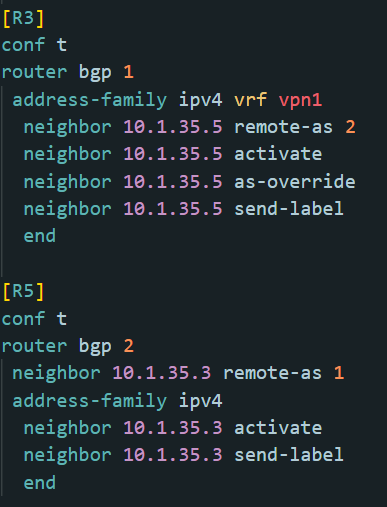 [R3]
conf t
router bgp 1
 address-family ipv4 vrf vpn1
  neighbor 10.1.35.5 remote-as 2
  neighbor 10.1.35.5 activate
  neighbor 10.1.35.5 as-override
  neighbor 10.1.35.5 send-label
  end

[R5]
conf t
router bgp 2
 neighbor 10.1.35.3 remote-as 1
 address-family ipv4
  neighbor 10.1.35.3 activate
  neighbor 10.1.35.3 send-label
  end